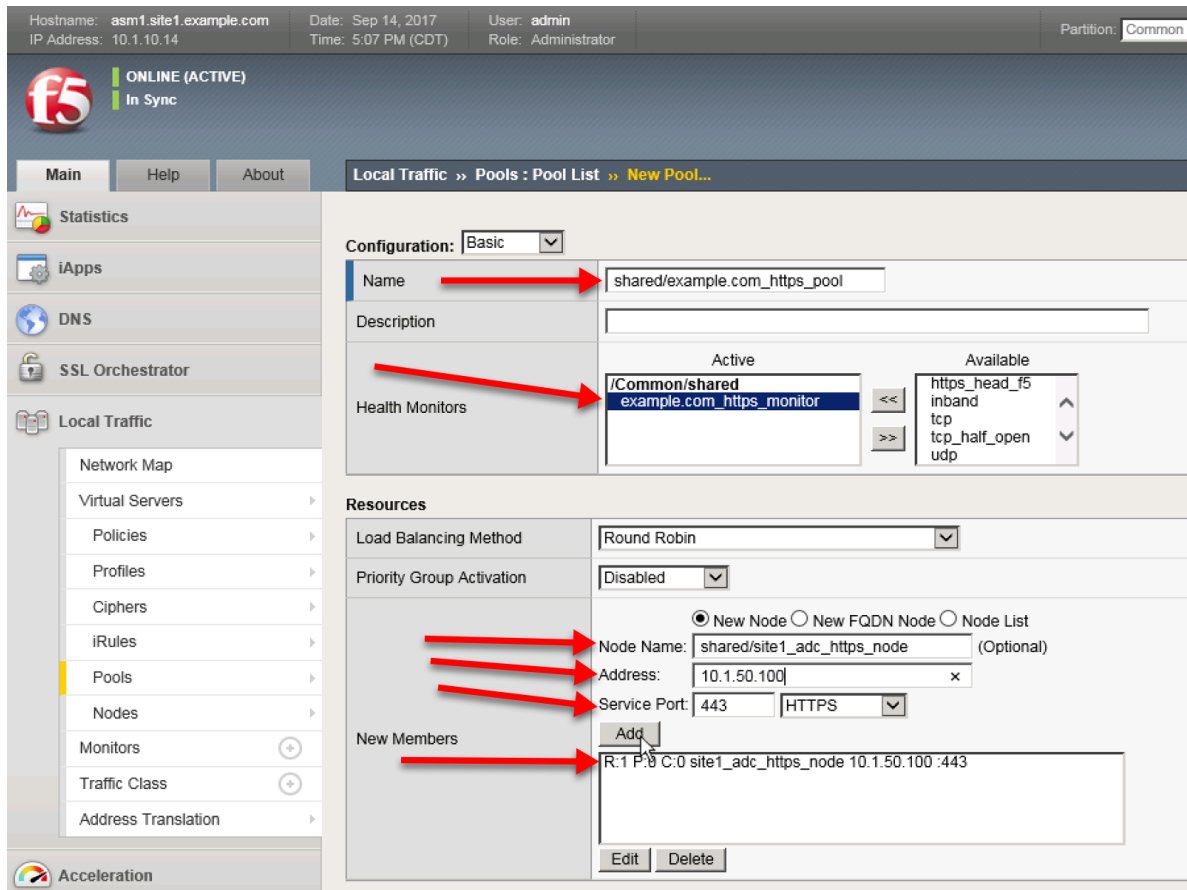 Hostname: asm1.site1.example.com Date: Sep 14, 2017 User: admin
IP Address: 10.1.10.14 Time: 5:07 PM (CDT) Role: Administrator
Partition: Common
f5
ONLINE (ACTIVE)
In Sync
Main Help About
Local Traffic ›› Pools : Pool List ›› New Pool...
Statistics
iApps
DNS
SSL Orchestrator
Local Traffic
Network Map
Virtual Servers
Policies
Profiles
Ciphers
iRules
Pools
Nodes
Monitors
Traffic Class
Address Translation
Acceleration
Configuration: Basic
Name shared/example.com_https_pool
Description
Health Monitors
Active
/Common/shared
example.com_https_monitor
<<
>>
Available
https_head_f5
inband
tcp
tcp_half_open
udp
Resources
Load Balancing Method Round Robin
Priority Group Activation Disabled
New Members
New Node New FQDN Node Node List
Node Name: shared/site1_adc_https_node (Optional)
Address: 10.1.50.100 ×
Service Port: 443 HTTPS
Add
R:1 P:0 C:0 site1_adc_https_node 10.1.50.100 :443
Edit Delete